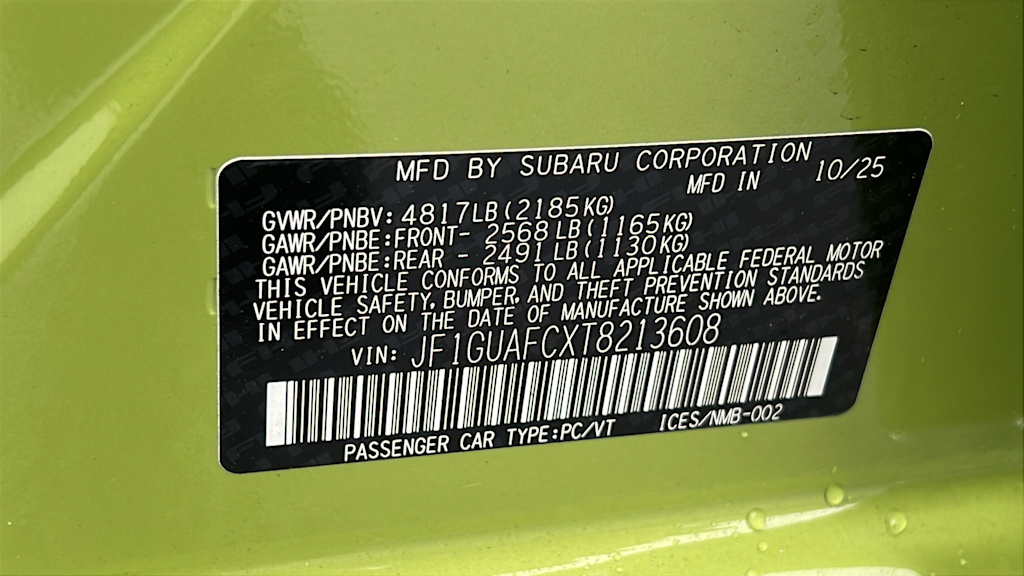 MFD BY SUBARU CORPORATION
MFD IN 10/25
GVWR/PNBV: 4817LB(2185KG)
GAWR/PNBE:FRONT- 2568 LB(1165KG)
GAWR/PNBE:REAR - 2491 LB(1130KG)
THIS VEHICLE CONFORMS TO ALL APPLICABLE FEDERAL MOTOR
VEHICLE SAFETY, BUMPER, AND THEFT PREVENTION STANDARDS
IN EFFECT ON THE DATE OF MANUFACTURE SHOWN ABOVE.
VIN: JF1GUAFCXT8213608
PASSENGER CAR TYPE:PC/VT ICES/NMB-002